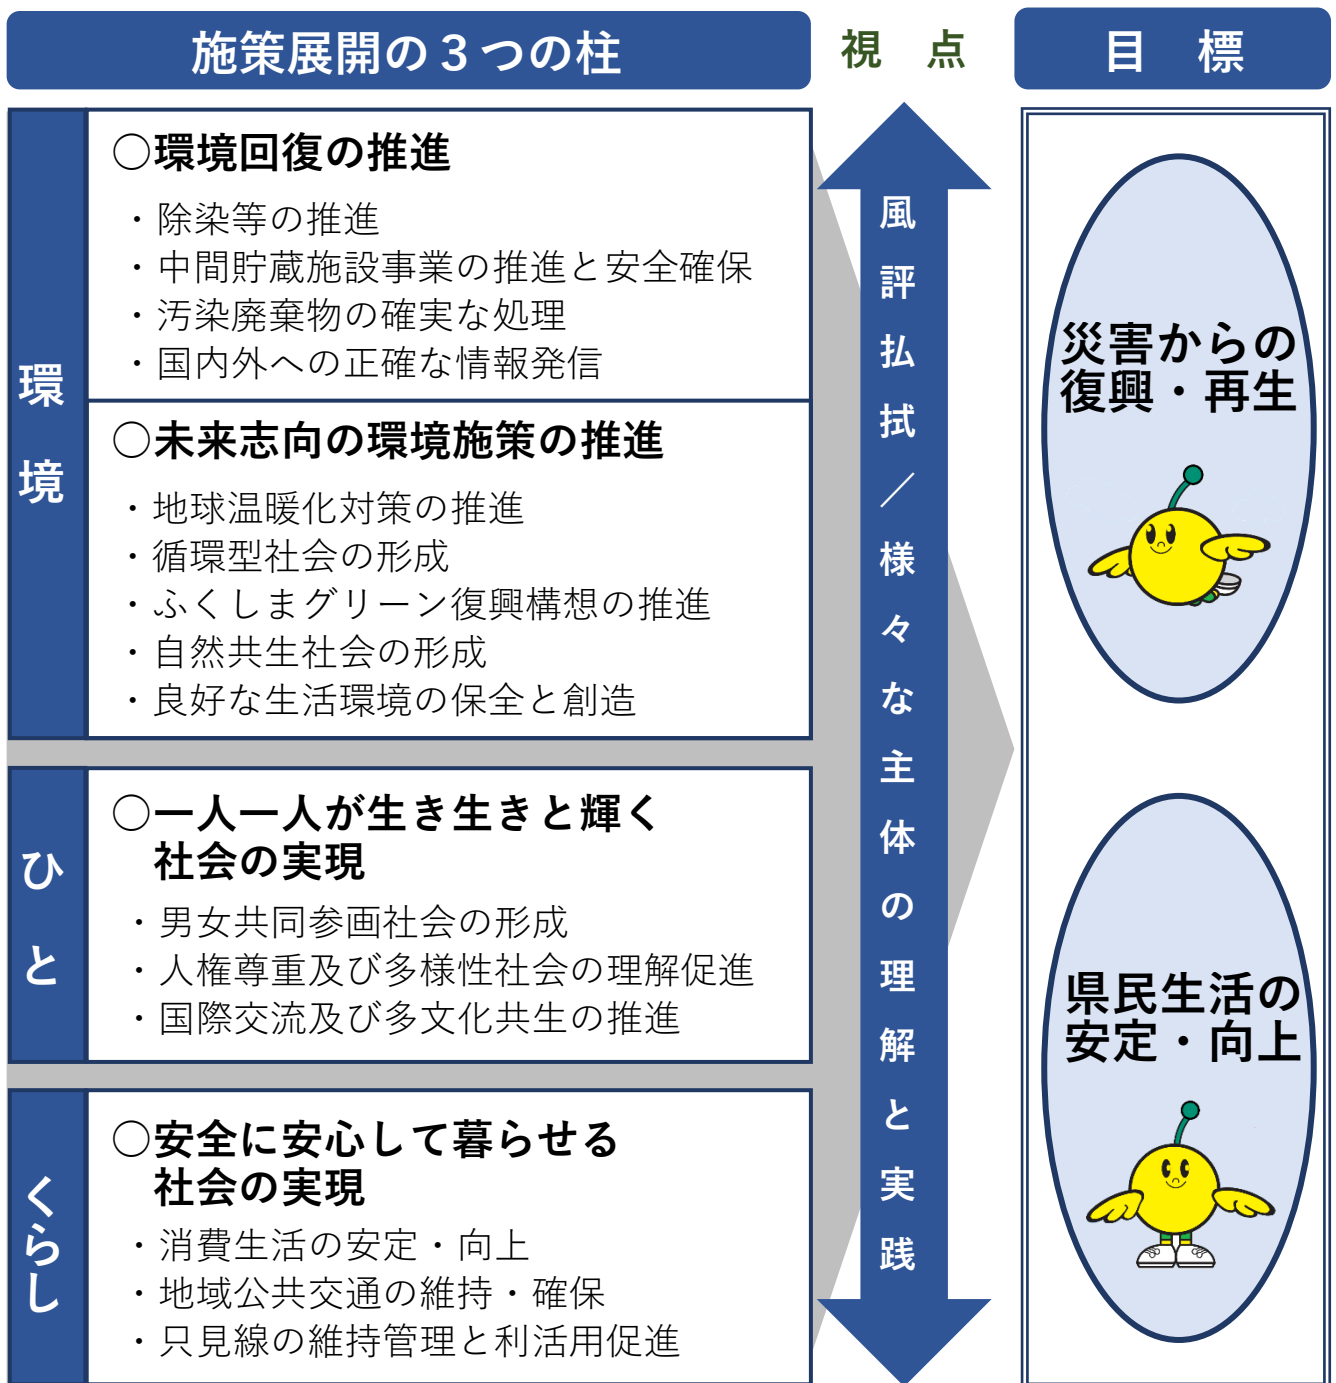 施策展開の３つの柱
視　点
目　標
環境
○環境回復の推進
・除染等の推進
・中間貯蔵施設事業の推進と安全確保
・汚染廃棄物の確実な処理
・国内外への正確な情報発信
○未来志向の環境施策の推進
・地球温暖化対策の推進
・循環型社会の形成
・ふくしまグリーン復興構想の推進
・自然共生社会の形成
・良好な生活環境の保全と創造
ひと
○一人一人が生き生きと輝く
社会の実現
・男女共同参画社会の形成
・人権尊重及び多様性社会の理解促進
・国際交流及び多文化共生の推進
くらし
○安全に安心して暮らせる
社会の実現
・消費生活の安定・向上
・地域公共交通の維持・確保
・只見線の維持管理と利活用促進
風評払拭／様々な主体の理解と実践
災害からの
復興・再生
県民生活の
安定・向上